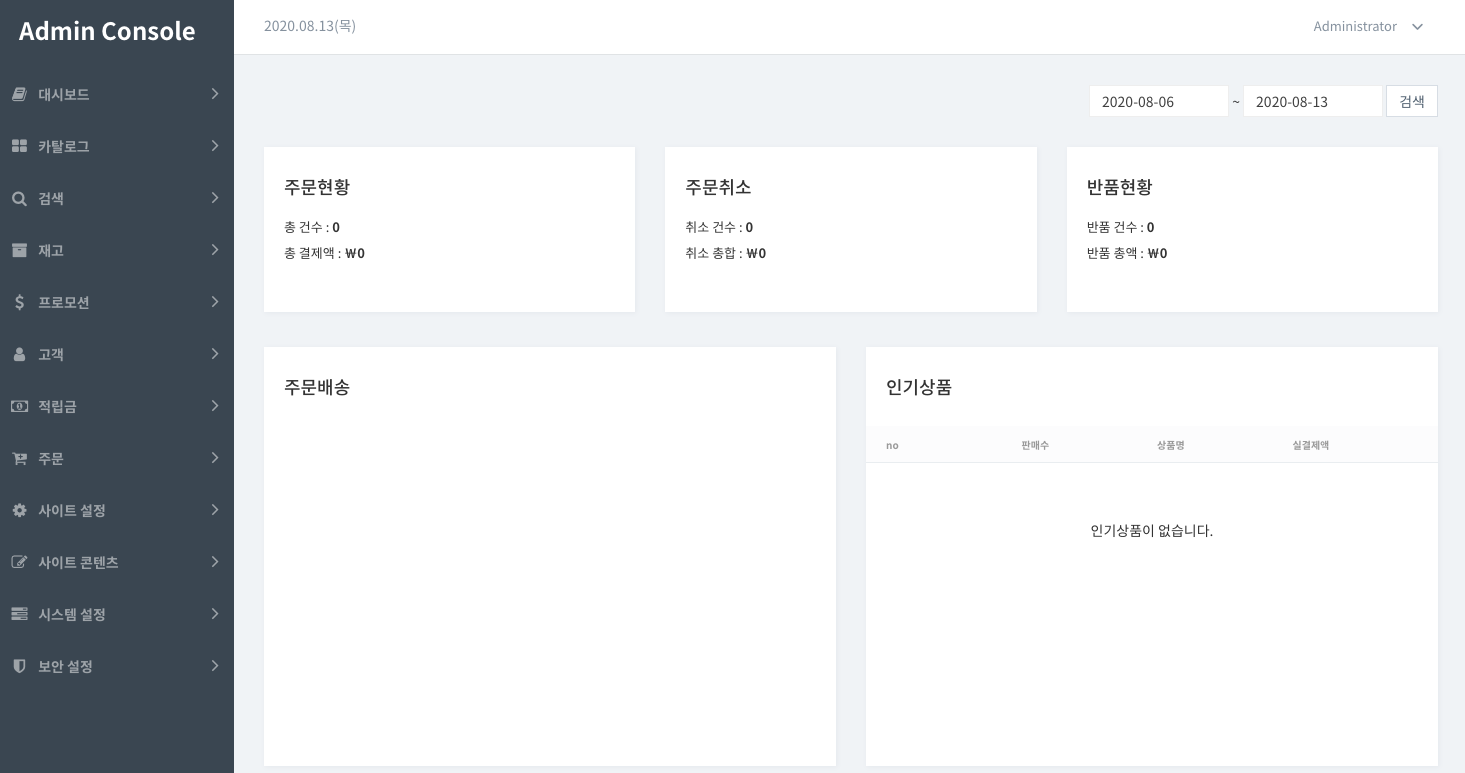 Admin Console
2020.08.13(목)
Administrator
대시보드
카탈로그
검색
재고
프로모션
고객
적립금
주문
사이트 설정
사이트 콘텐츠
시스템 설정
보안 설정
2020-08-06 ~ 2020-08-13 검색
주문현황
총 건수 : 0
총 결제액 : ₩0
주문취소
취소 건수 : 0
취소 총합 : ₩0
반품현황
반품 건수 : 0
반품 총액 : ₩0
주문배송
인기상품
no 판매수 상품명 실결제액
인기상품이 없습니다.